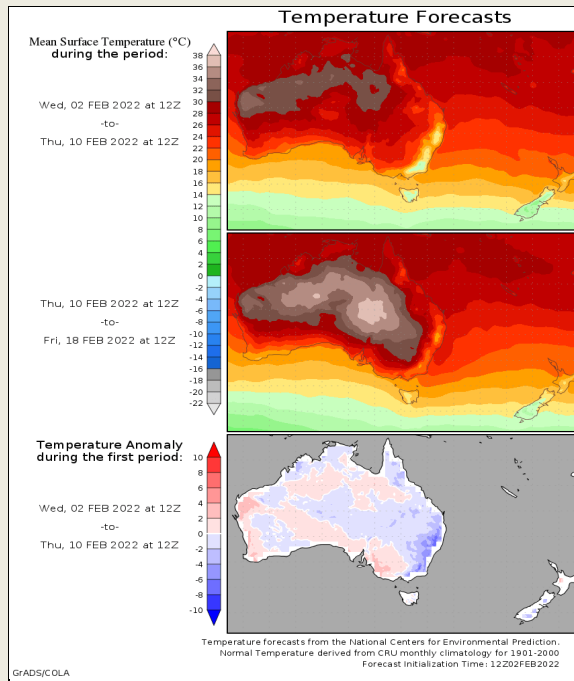 Temperature Forecasts
Mean Surface Temperature (°C)
during the period:
Wed, 02 FEB 2022 at 12Z
-to-
Thu, 10 FEB 2022 at 12Z
38
36
34
32
30
28
26
24
22
20
18
16
14
12
10
8
6
4
2
0
-2
-4
-6
-8
-10
-12
-14
-16
-18
-20
-22
Thu, 10 FEB 2022 at 12Z
-to-
Fri, 18 FEB 2022 at 12Z
Temperature Anomaly
during the first period:
Wed, 02 FEB 2022 at 12Z
-to-
Thu, 10 FEB 2022 at 12Z
10
8
6
4
2
0
-2
-4
-6
-8
-10
Temperature forecasts from the National Centers for Environmental Prediction.
Normal Temperature derived from CRU monthly climatology for 1901-2000
Forecast Initialization Time: 12Z02FEB2022
GrADS/COLA